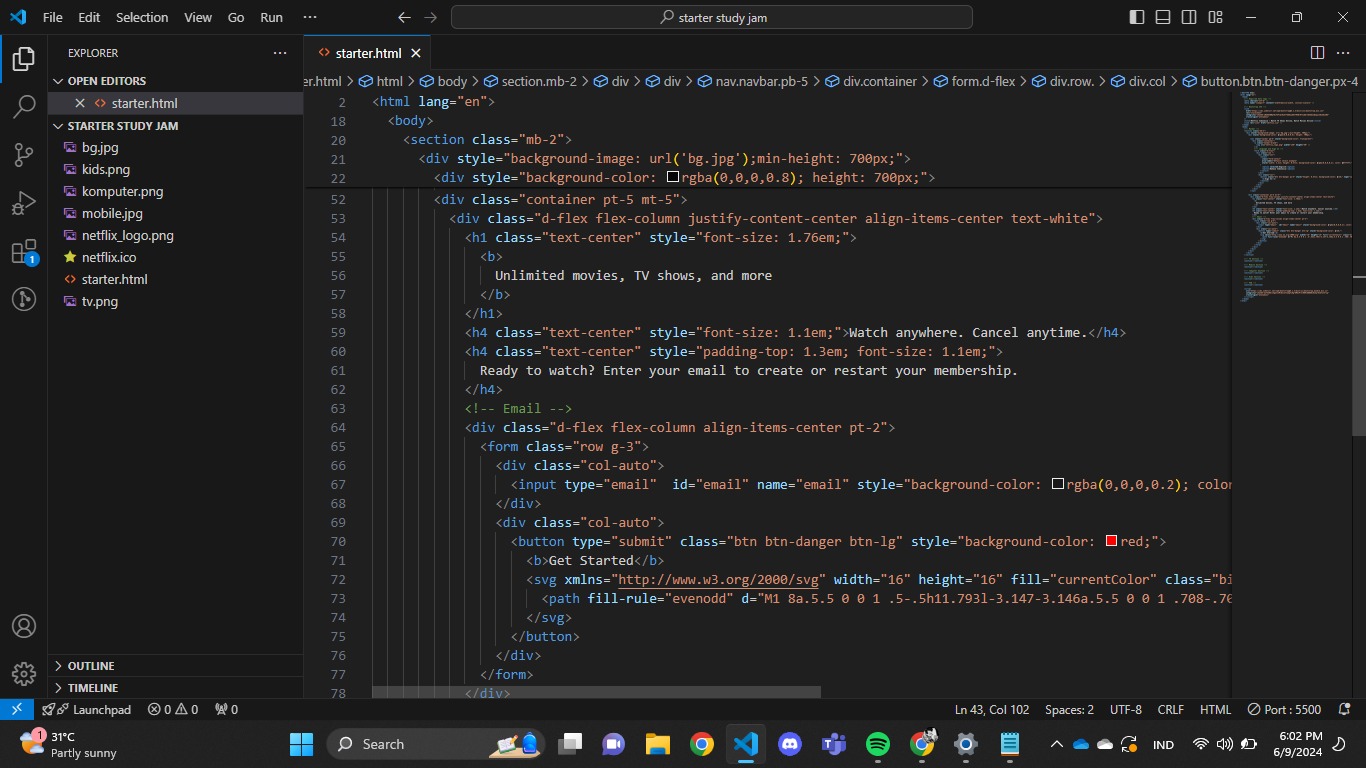 File Edit Selection View Go Run ···
starter study jam
EXPLORER
OPEN EDITORS
starter.html
STARTER STUDY JAM
bg.jpg
kids.png
komputer.png
mobile.jpg
netflix_logo.png
netflix.ico
starter.html
tv.png
OUTLINE
TIMELINE
1
starter.html
er.html > html > body > section.mb-2 > div > div > nav.navbar.pb-5 > div.container > form.d-flex > div.row. > div.col > button.btn.btn-danger.px-4
2 <html lang="en">
18 <body>
20 <section class="mb-2">
21 <div style="background-image: url('bg.jpg');min-height: 700px;">
22 <div style="background-color: rgba(0,0,0,0.8); height: 700px;">
52 <div class="container pt-5 mt-5">
53 <div class="d-flex flex-column justify-content-center align-items-center text-white">
54 <h1 class="text-center" style="font-size: 1.76em;">
55 <b>
56 Unlimited movies, TV shows, and more
57 </b>
58 </h1>
59 <h4 class="text-center" style="font-size: 1.1em;">Watch anywhere. Cancel anytime.</h4>
60 <h4 class="text-center" style="padding-top: 1.3em; font-size: 1.1em;">
61 Ready to watch? Enter your email to create or restart your membership.
62 </h4>
63 <!-- Email -->
64 <div class="d-flex flex-column align-items-center pt-2">
65 <form class="row g-3">
66 <div class="col-auto">
67 <input type="email"  id="email" name="email" style="background-color: rgba(0,0,0,0.2); color
68 </div>
69 <div class="col-auto">
70 <button type="submit" class="btn btn-danger btn-lg" style="background-color: red;">
71 <b>Get Started</b>
72 <svg xmlns="http://www.w3.org/2000/svg" width="16" height="16" fill="currentColor" class="bi
73 <path fill-rule="evenodd" d="M1 8a.5.5 0 0 1 .5-.5h11.793l-3.147-3.146a.5.5 0 0 1 .708-.70
74 </svg>
75 </button>
76 </div>
77 </form>
78 </div>
Launchpad 0 0 0
Ln 43, Col 102 Spaces: 2 UTF-8 CRLF HTML Port : 5500
1
31°C
Partly sunny
Search
IND
6:02 PM
6/9/2024